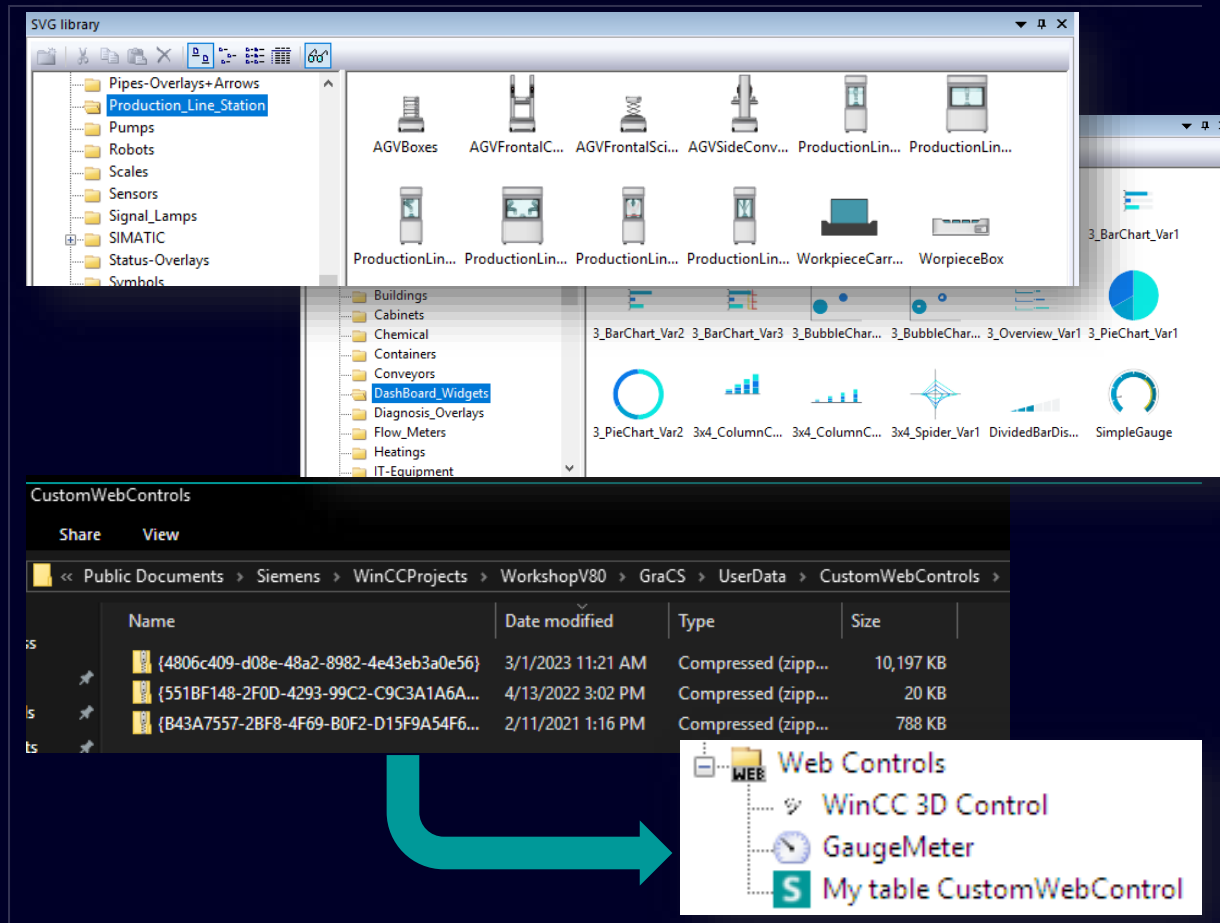 SVG library
Pipes-Overlays+Arrows
Production_Line_Station
Pumps
Robots
Scales
Sensors
Signal_Lamps
SIMATIC
Status-Overlays
Symbols
AGVBoxes AGVFrontalC... AGVFrontalSci... AGVSideConv... ProductionLin... ProductionLin...
ProductionLin... ProductionLin... ProductionLin... ProductionLin... WorkpieceCarr... WorpieceBox
3_BarChart_Var1
Buildings
Cabinets
Chemical
Containers
Conveyors
DashBoard_Widgets
Diagnosis_Overlays
Flow_Meters
Heatings
IT-Equipment
3_BarChart_Var2 3_BarChart_Var3 3_BubbleChar... 3_BubbleChar... 3_Overview_Var1 3_PieChart_Var1
3_PieChart_Var2 3x4_ColumnC... 3x4_ColumnC... 3x4_Spider_Var1 DividedBarDis... SimpleGauge
CustomWebControls
Share View
« Public Documents > Siemens > WinCCProjects > WorkshopV80 > GraCS > UserData > CustomWebControls >
Name Date modified Type Size
{4806c409-d08e-48a2-8982-4e43eb3a0e56} 3/1/2023 11:21 AM Compressed (zipp... 10,197 KB
{551BF148-2F0D-4293-99C2-C9C3A1A6A... 4/13/2022 3:02 PM Compressed (zipp... 20 KB
{B43A7557-2BF8-4F69-B0F2-D15F9A54F6... 2/11/2021 1:16 PM Compressed (zipp... 788 KB
WEB Web Controls
WinCC 3D Control
GaugeMeter
S My table CustomWebControl